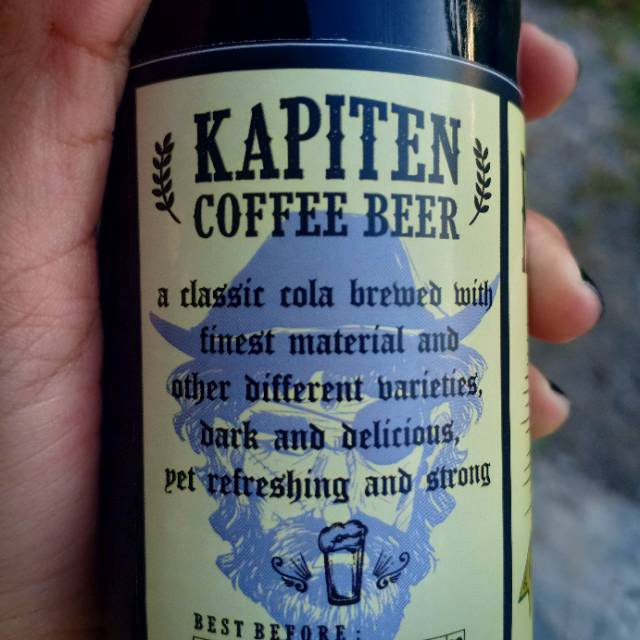 KAPITEN
COFFEE BEER
a classic cola brewed with
finest material and
other different varieties,
dark and delicious,
yet refreshing and strong
BEST BEFORE :